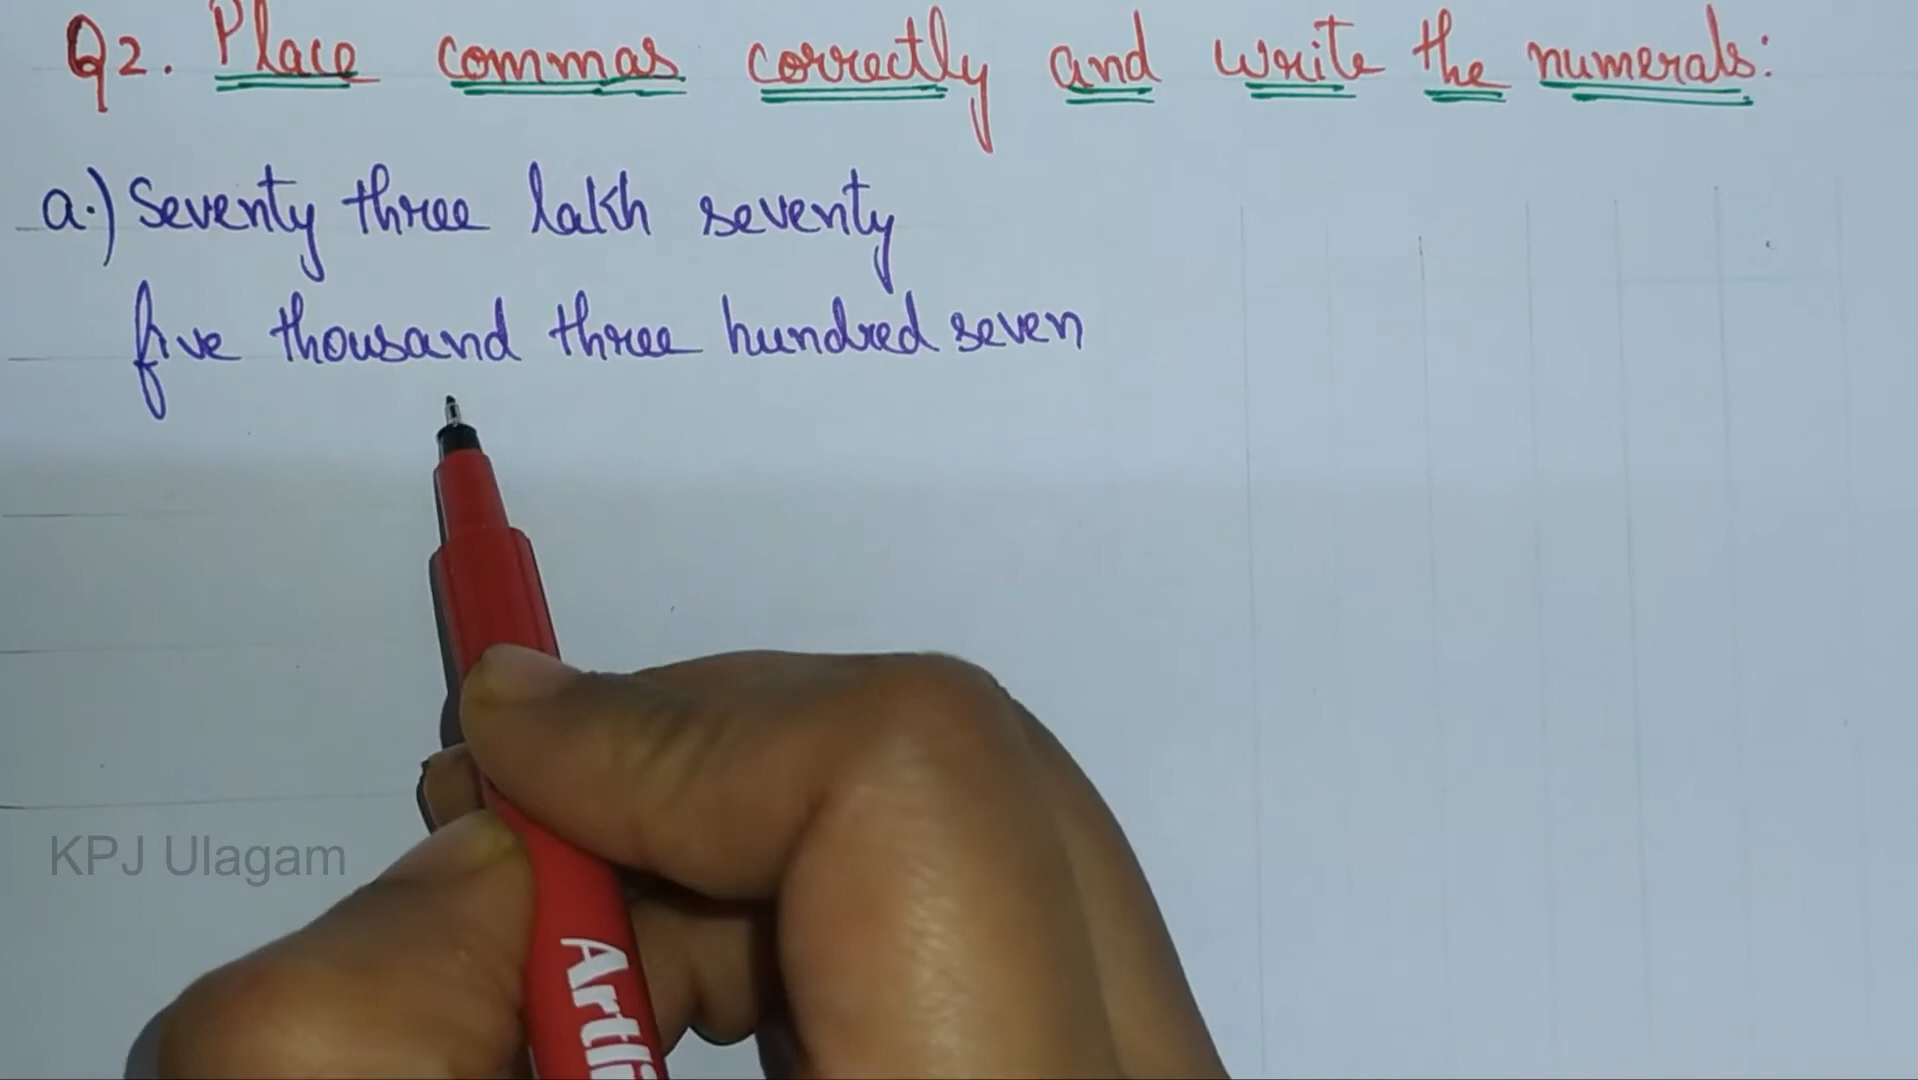 Q2. Place commas correctly and write the numerals:
a.) Seventy three lakh seventy
five thousand three hundred seven
KPJ Ulagam
Artli